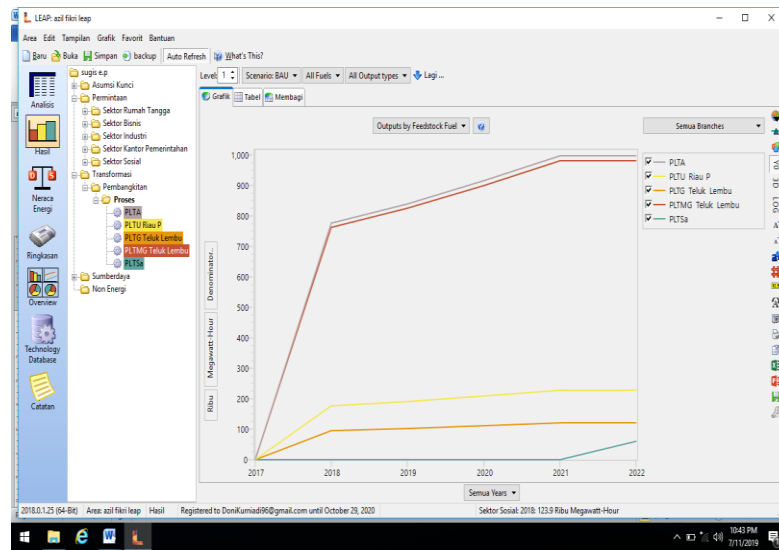 LEAP: azil fikri leap
Area Edit Tampilan Grafik Favorit Bantuan
Baru Buka Simpan backup Auto Refresh What's This?
Analisis
Hasil
Neraca Energi
Ringkasan
Overview
Technology Database
Catatan
sugis e.p
Asumsi Kunci
Permintaan
Sektor Rumah Tangga
Sektor Bisnis
Sektor Industri
Sektor Kantor Pemerintahan
Sektor Sosial
Transformasi
Pembangkitan
Proses
PLTA
PLTU Riau P
PLTG Teluk Lembu
PLTMG Teluk Lembu
PLTSa
Sumberdaya
Non Energi
Level: 1 Scenario: BAU All Fuels All Output types Lagi ...
Grafik Tabel Membagi
Outputs by Feedstock Fuel
Semua Branches
1,000
900
800
700
600
500
400
300
200
100
0
Denominator..
Megawatt-Hour
Ribu
2017 2018 2019 2020 2021 2022
PLTA
PLTU Riau P
PLTG Teluk Lembu
PLTMG Teluk Lembu
PLTSa
3D
LOG
Semua Years
2018.0.1.25 (64-Bit) Area: azil fikri leap Hasil Registered to DoniKurniadi96@gmail.com until October 29, 2020 Sektor Sosial: 2018: 123.9 Ribu Megawatt-Hour
10:43 PM
7/11/2019